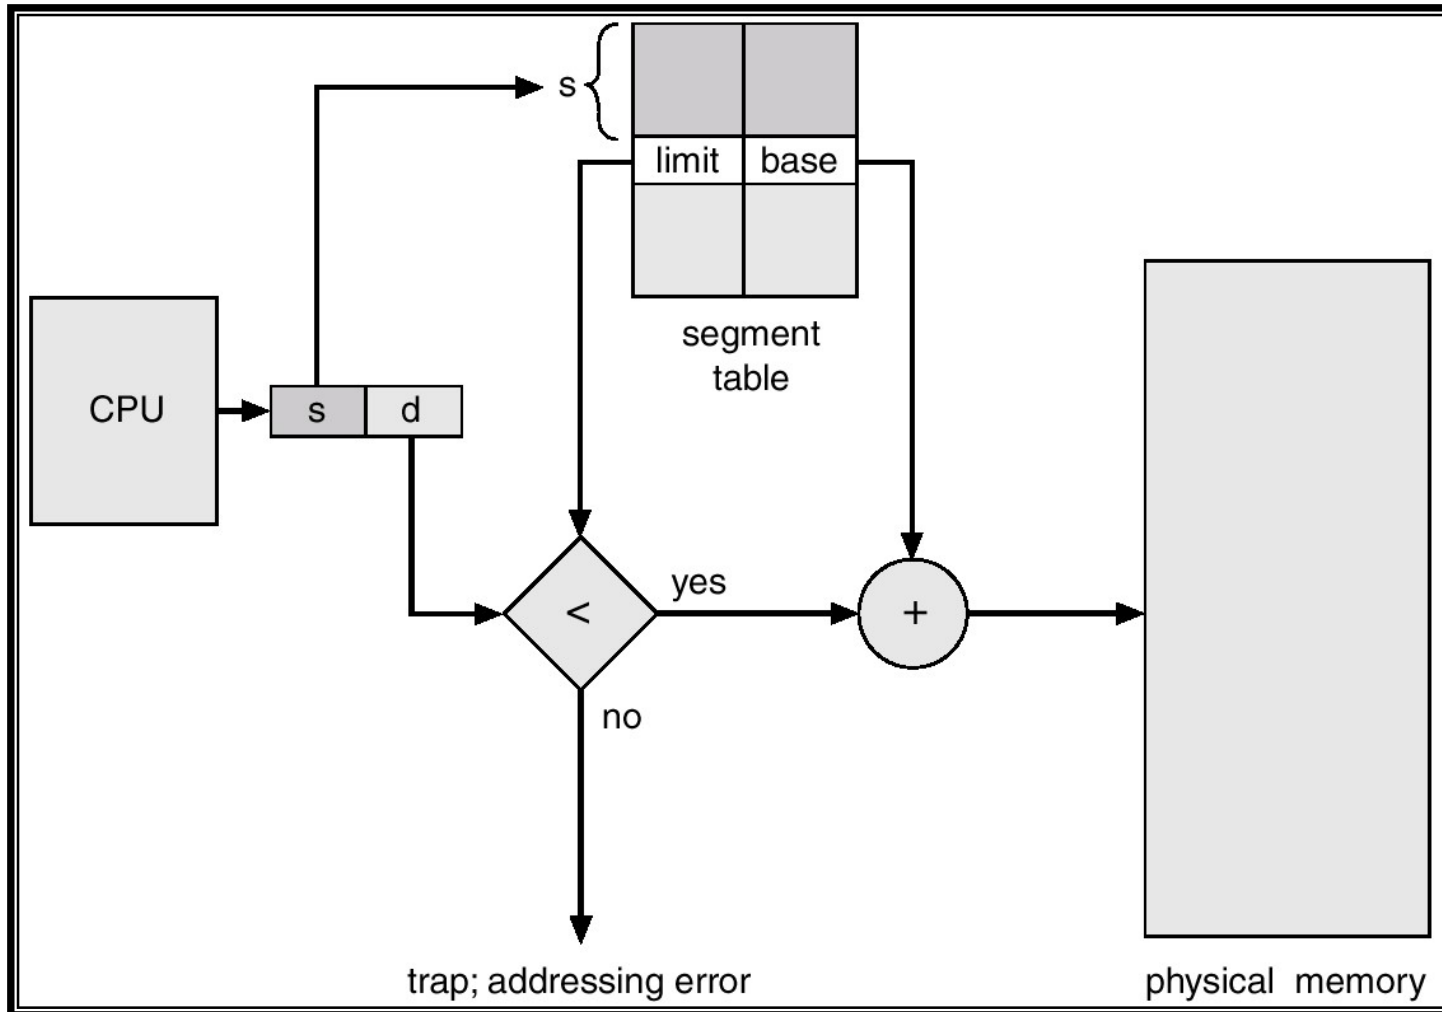 s
limit base
segment
table
CPU
s d
yes
<
+
no
trap; addressing error
physical memory